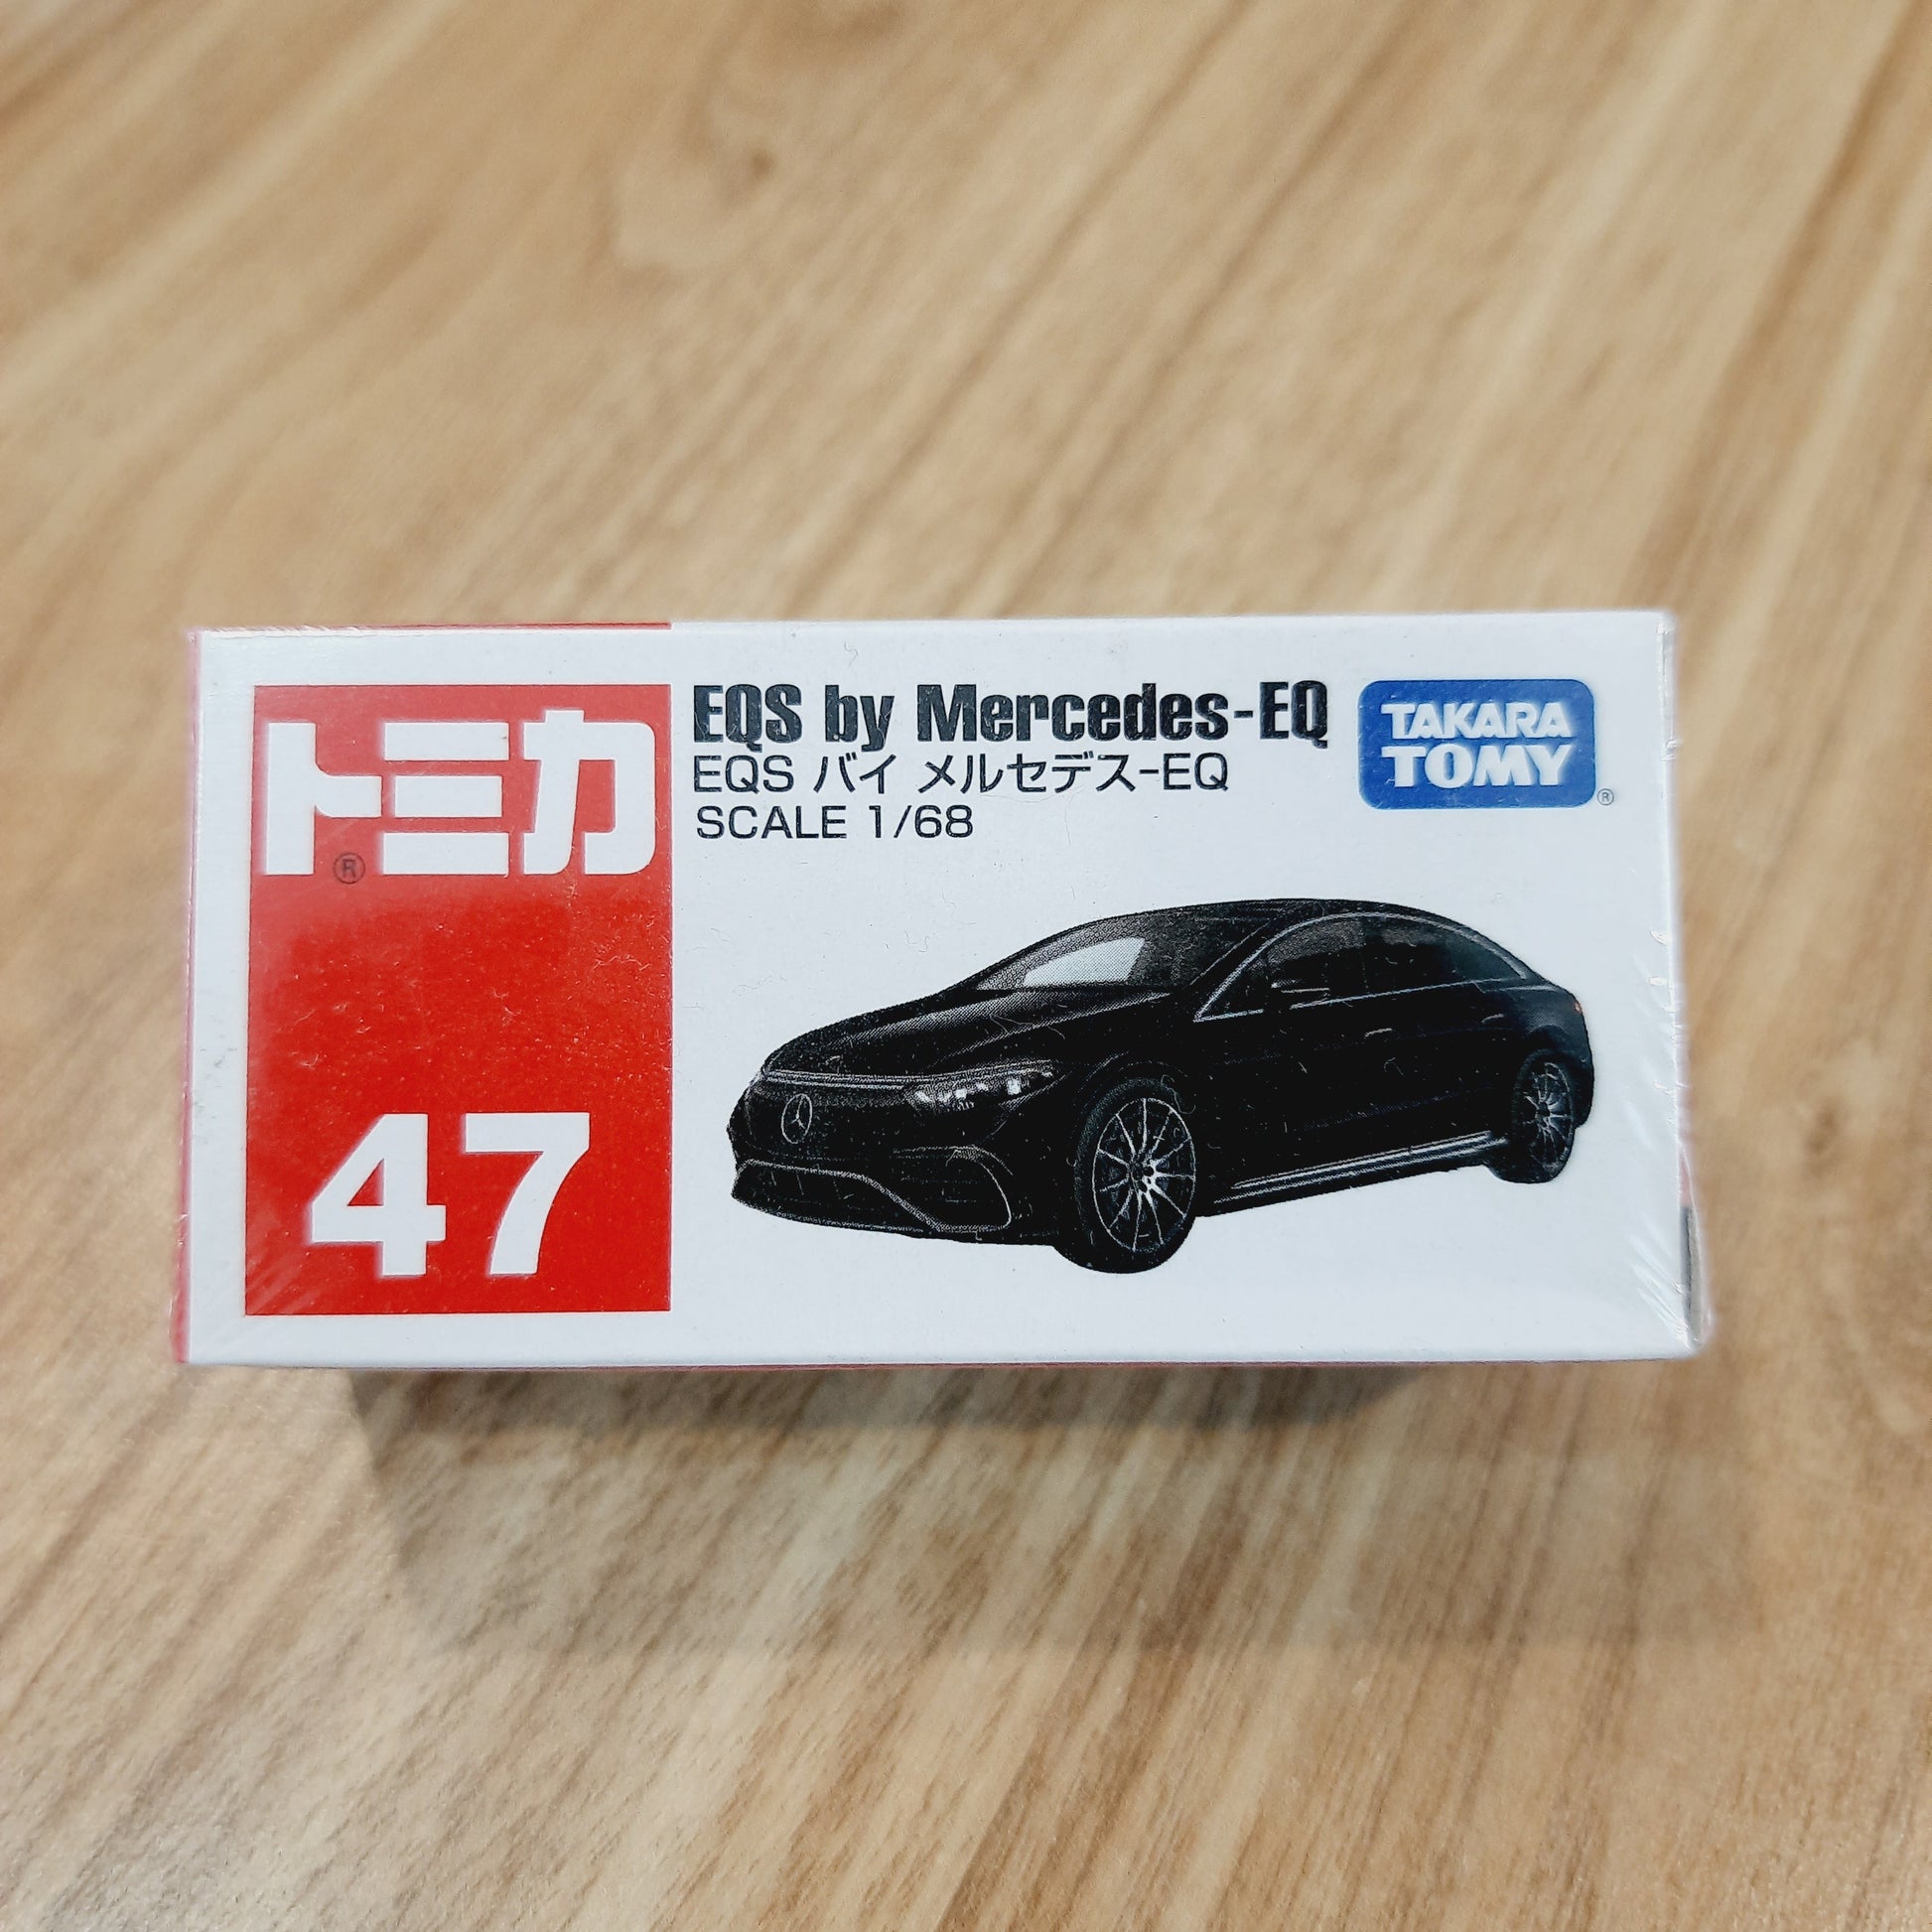 トミカ
®
47
EQS by Mercedes-EQ
EQS バイ メルセデス-EQ
SCALE 1/68
TAKARA
TOMY
®